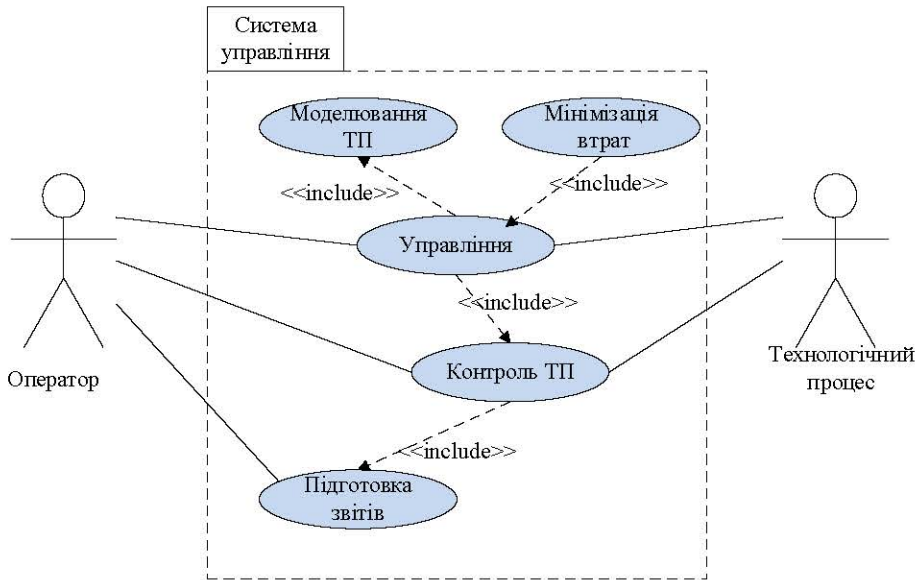 Система
управління
Моделювання
ТП
Мінімізація
втрат
<<include>>
<<include>>
Управління
<<include>>
Оператор
Контроль ТП
Технологічний
процес
<<include>>
Підготовка
звітів